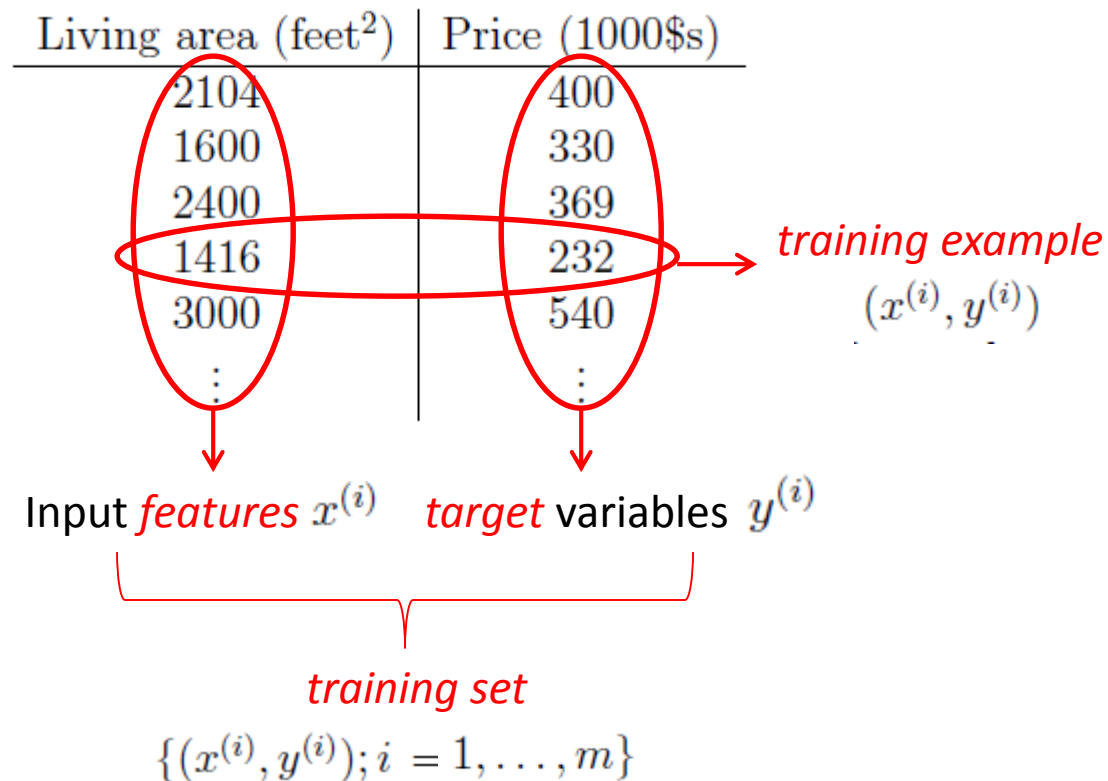 Living area (feet²) Price (1000$s)
2104 400
1600 330
2400 369
1416 232
3000 540
⋮ ⋮
training example
(x⁽ⁱ⁾, y⁽ⁱ⁾)
Input features x⁽ⁱ⁾ target variables y⁽ⁱ⁾
training set
{(x⁽ⁱ⁾, y⁽ⁱ⁾); i = 1, . . . , m}